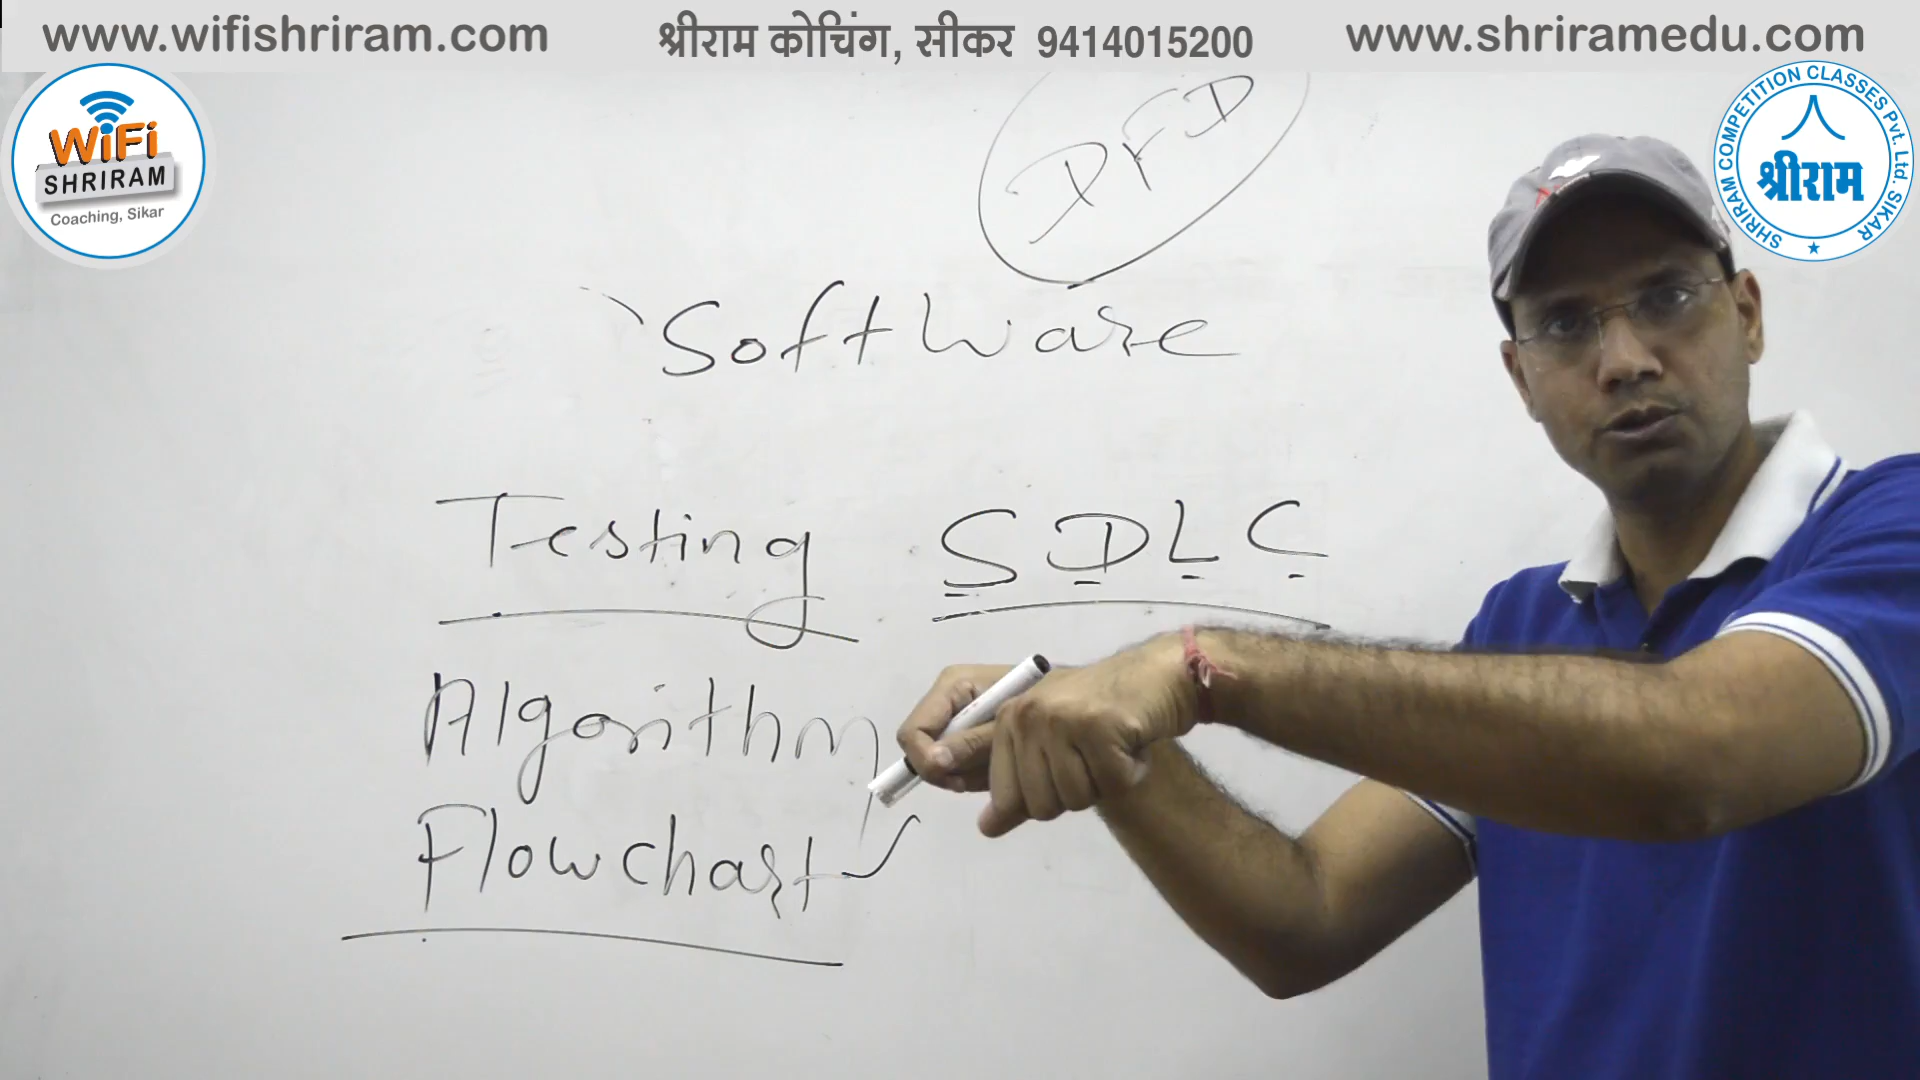 www.wifishriram.com श्रीराम कोचिंग, सीकर 9414015200 www.shriramedu.com
WiFi
SHRIRAM
Coaching, Sikar
SHRIRAM COMPETITION CLASSES Pvt. Ltd. SIKAR
श्रीराम
DFD
Software
Testing SDLC
Algorithm
Flowchart